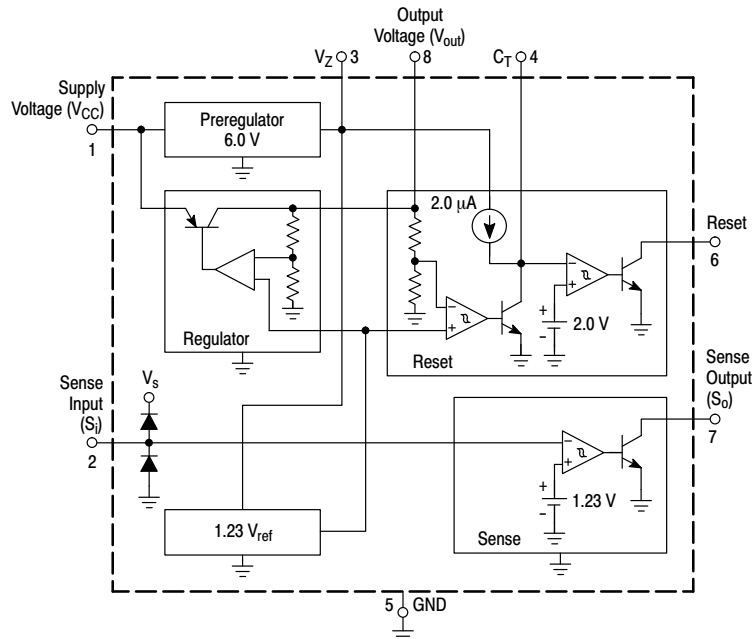 Output
Voltage (Vout)
VZ 3
8
CT 4
Supply
Voltage (VCC)
1
Preregulator
6.0 V
2.0 µA
Reset
6
+
-
2.0 V
-
+
-
+
Regulator
Reset
Sense
Input
(Si)
2
Vs
Sense
Output
(So)
7
-
+
+
-
1.23 V
1.23 Vref
Sense
5 GND